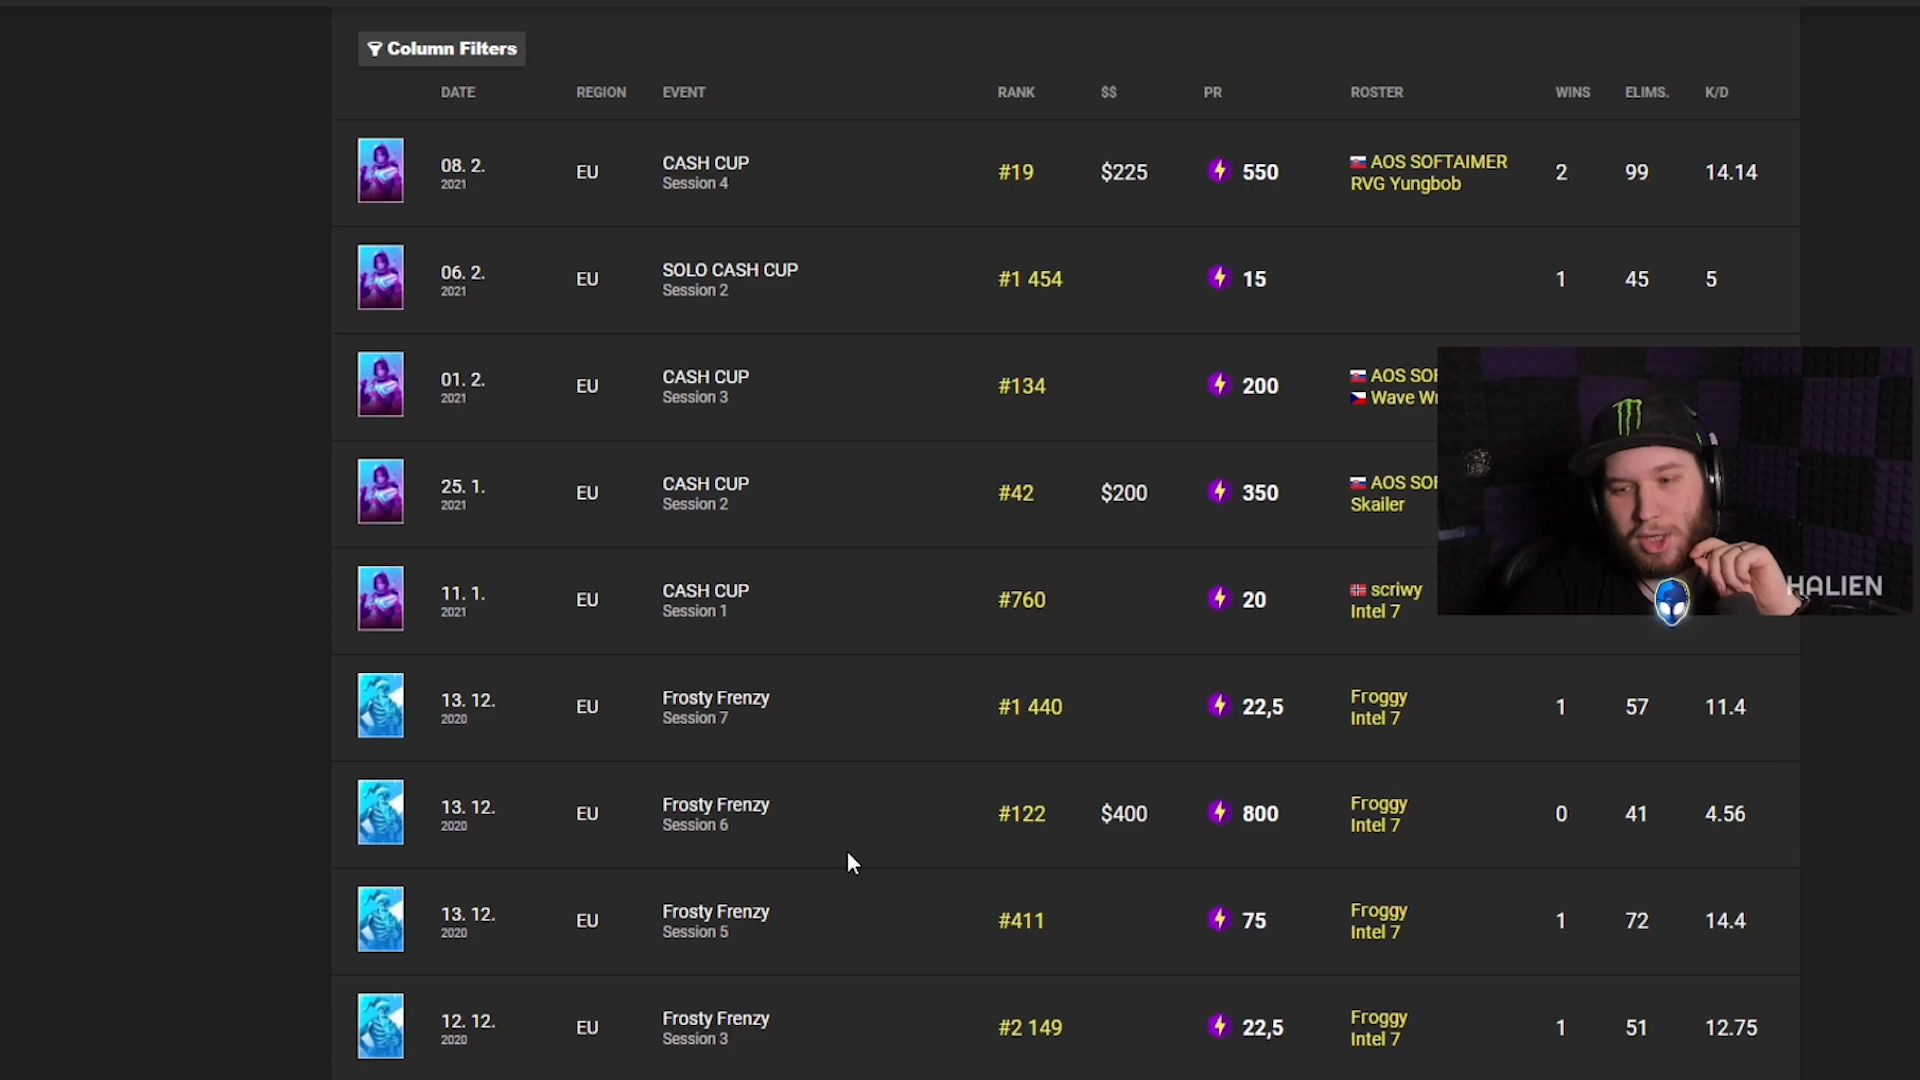 Column Filters
DATE REGION EVENT RANK $$ PR ROSTER WINS ELIMS. K/D
08. 2. 2021 EU CASH CUP Session 4 #19 $225 550 AOS SOFTAIMER RVG Yungbob 2 99 14.14
06. 2. 2021 EU SOLO CASH CUP Session 2 #1 454 15 1 45 5
01. 2. 2021 EU CASH CUP Session 3 #134 200 AOS SOF Wave Wr
25. 1. 2021 EU CASH CUP Session 2 #42 $200 350 AOS SOF Skailer
11. 1. 2021 EU CASH CUP Session 1 #760 20 scriwy Intel 7
HALIEN
13. 12. 2020 EU Frosty Frenzy Session 7 #1 440 22,5 Froggy Intel 7 1 57 11.4
13. 12. 2020 EU Frosty Frenzy Session 6 #122 $400 800 Froggy Intel 7 0 41 4.56
13. 12. 2020 EU Frosty Frenzy Session 5 #411 75 Froggy Intel 7 1 72 14.4
12. 12. 2020 EU Frosty Frenzy Session 3 #2 149 22,5 Froggy Intel 7 1 51 12.75